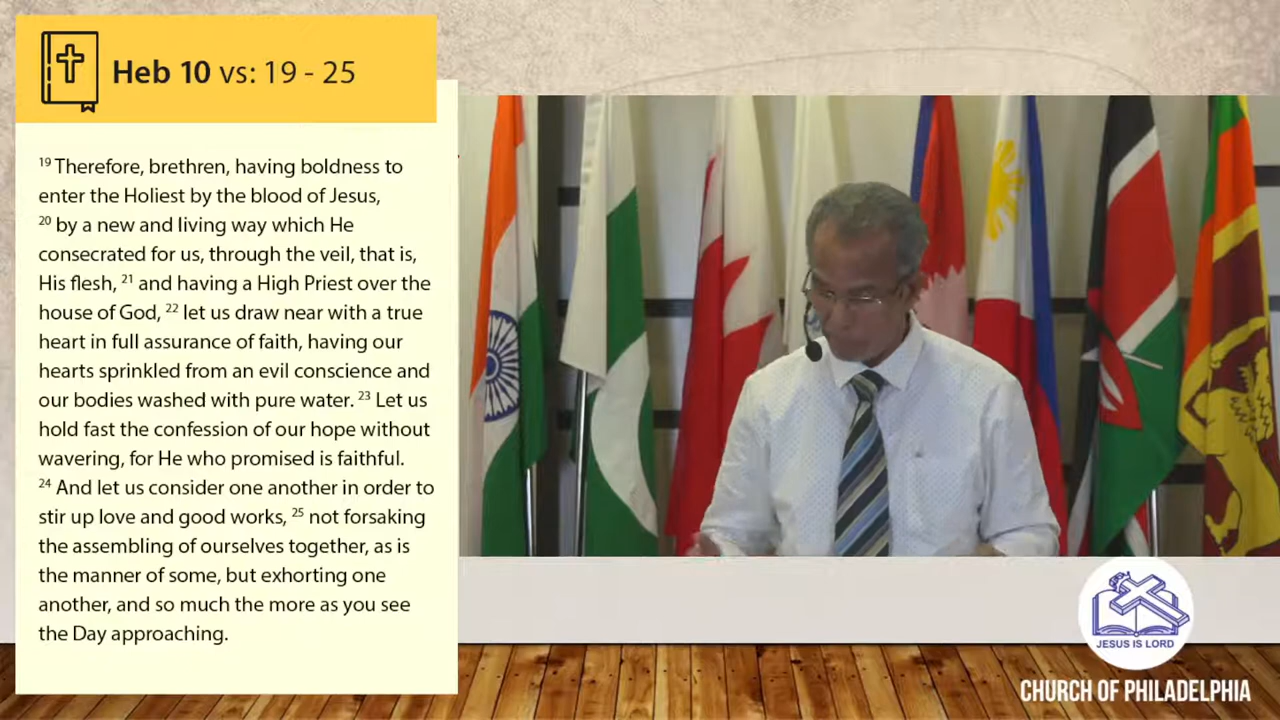 Heb 10 vs: 19 - 25
19 Therefore, brethren, having boldness to
enter the Holiest by the blood of Jesus,
20 by a new and living way which He
consecrated for us, through the veil, that is,
His flesh, 21 and having a High Priest over the
house of God, 22 let us draw near with a true
heart in full assurance of faith, having our
hearts sprinkled from an evil conscience and
our bodies washed with pure water. 23 Let us
hold fast the confession of our hope without
wavering, for He who promised is faithful.
24 And let us consider one another in order to
stir up love and good works, 25 not forsaking
the assembling of ourselves together, as is
the manner of some, but exhorting one
another, and so much the more as you see
the Day approaching.
JESUS IS LORD
CHURCH OF PHILADELPHIA